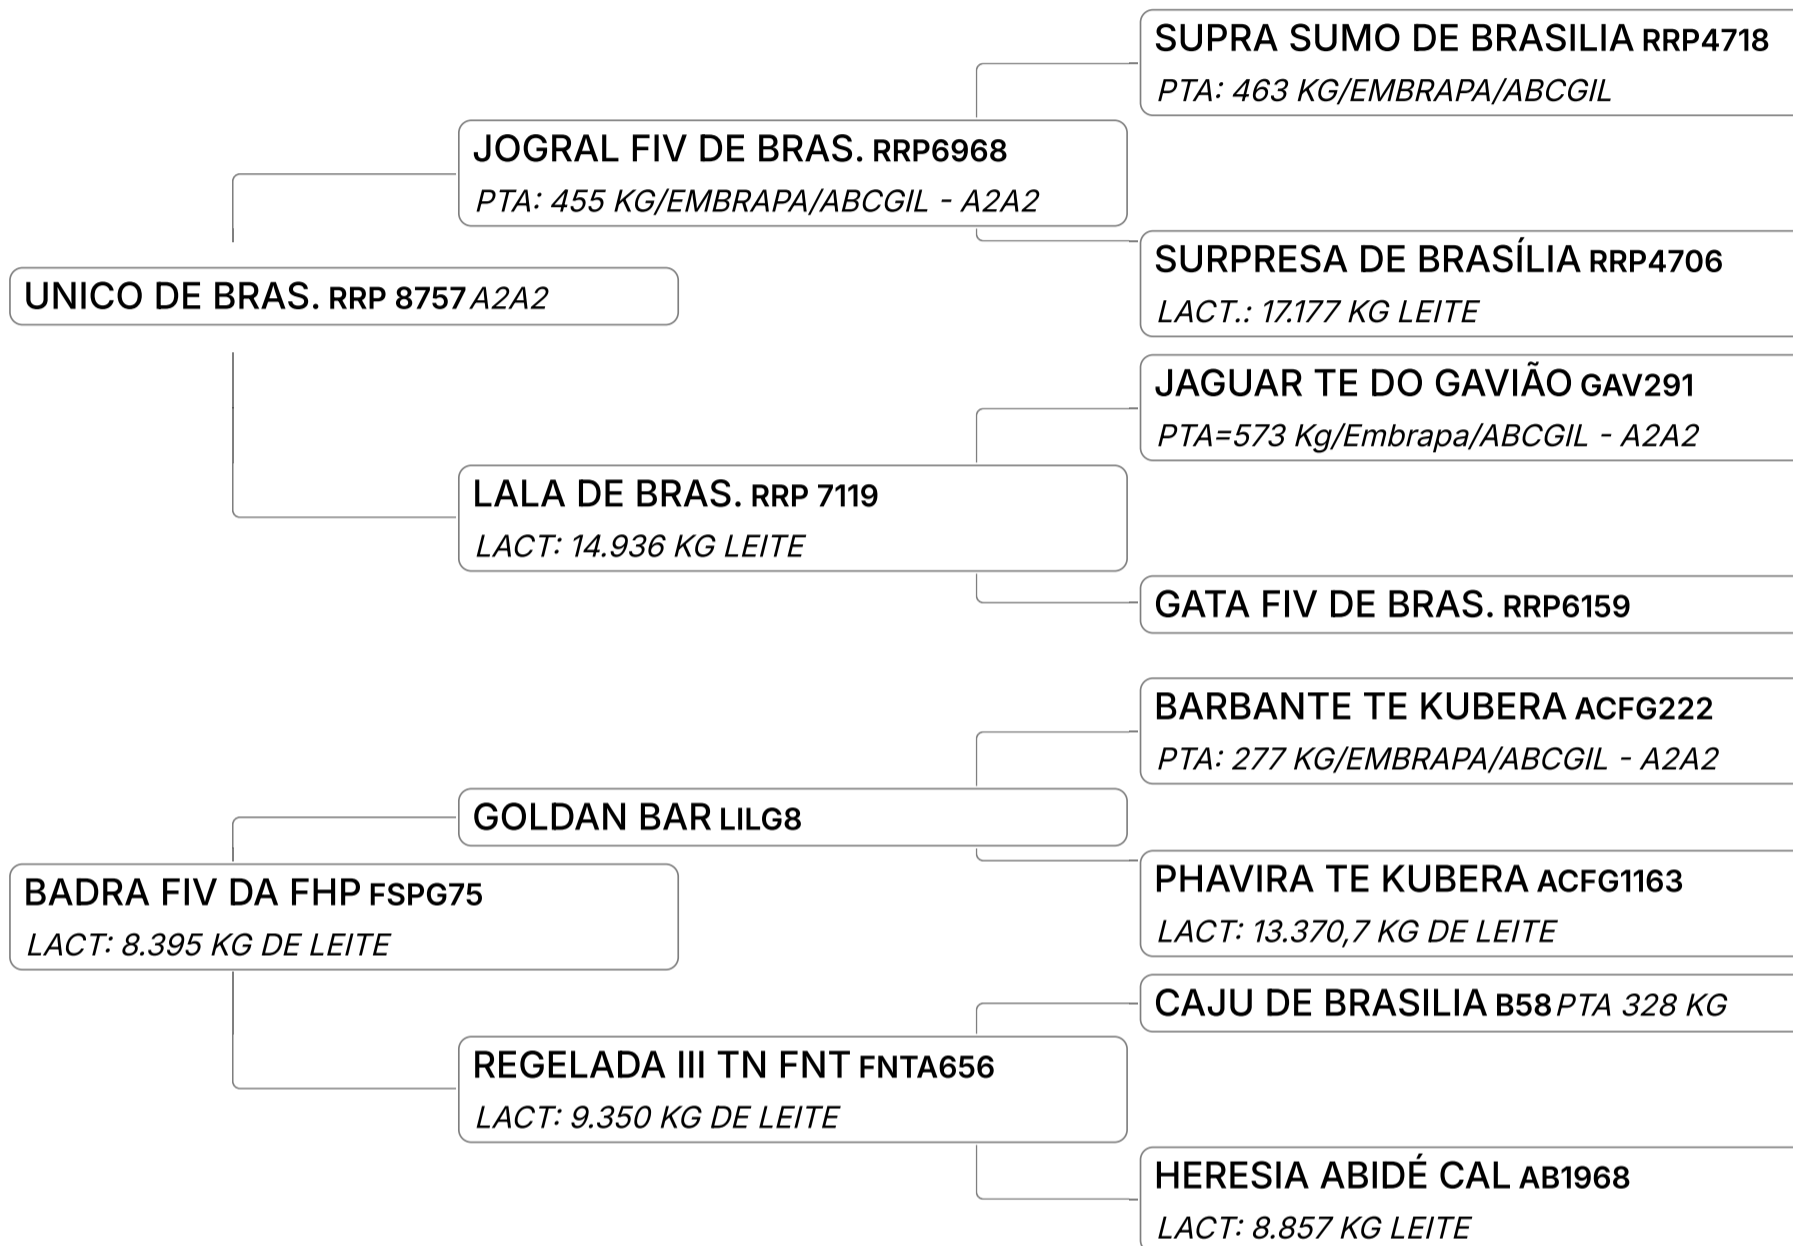 SUPRA SUMO DE BRASILIA RRP4718
PTA: 463 KG/EMBRAPA/ABCGIL
JOGRAL FIV DE BRAS. RRP6968
PTA: 455 KG/EMBRAPA/ABCGIL - A2A2
SURPRESA DE BRASÍLIA RRP4706
LACT.: 17.177 KG LEITE
UNICO DE BRAS. RRP 8757 A2A2
JAGUAR TE DO GAVIÃO GAV291
PTA=573 Kg/Embrapa/ABCGIL - A2A2
LALA DE BRAS. RRP 7119
LACT: 14.936 KG LEITE
GATA FIV DE BRAS. RRP6159
BARBANTE TE KUBERA ACFG222
PTA: 277 KG/EMBRAPA/ABCGIL - A2A2
GOLDAN BAR LILG8
PHAVIRA TE KUBERA ACFG1163
LACT: 13.370,7 KG DE LEITE
BADRA FIV DA FHP FSPG75
LACT: 8.395 KG DE LEITE
CAJU DE BRASILIA B58 PTA 328 KG
REGELADA III TN FNT FNTA656
LACT: 9.350 KG DE LEITE
HERESIA ABIDÉ CAL AB1968
LACT: 8.857 KG LEITE